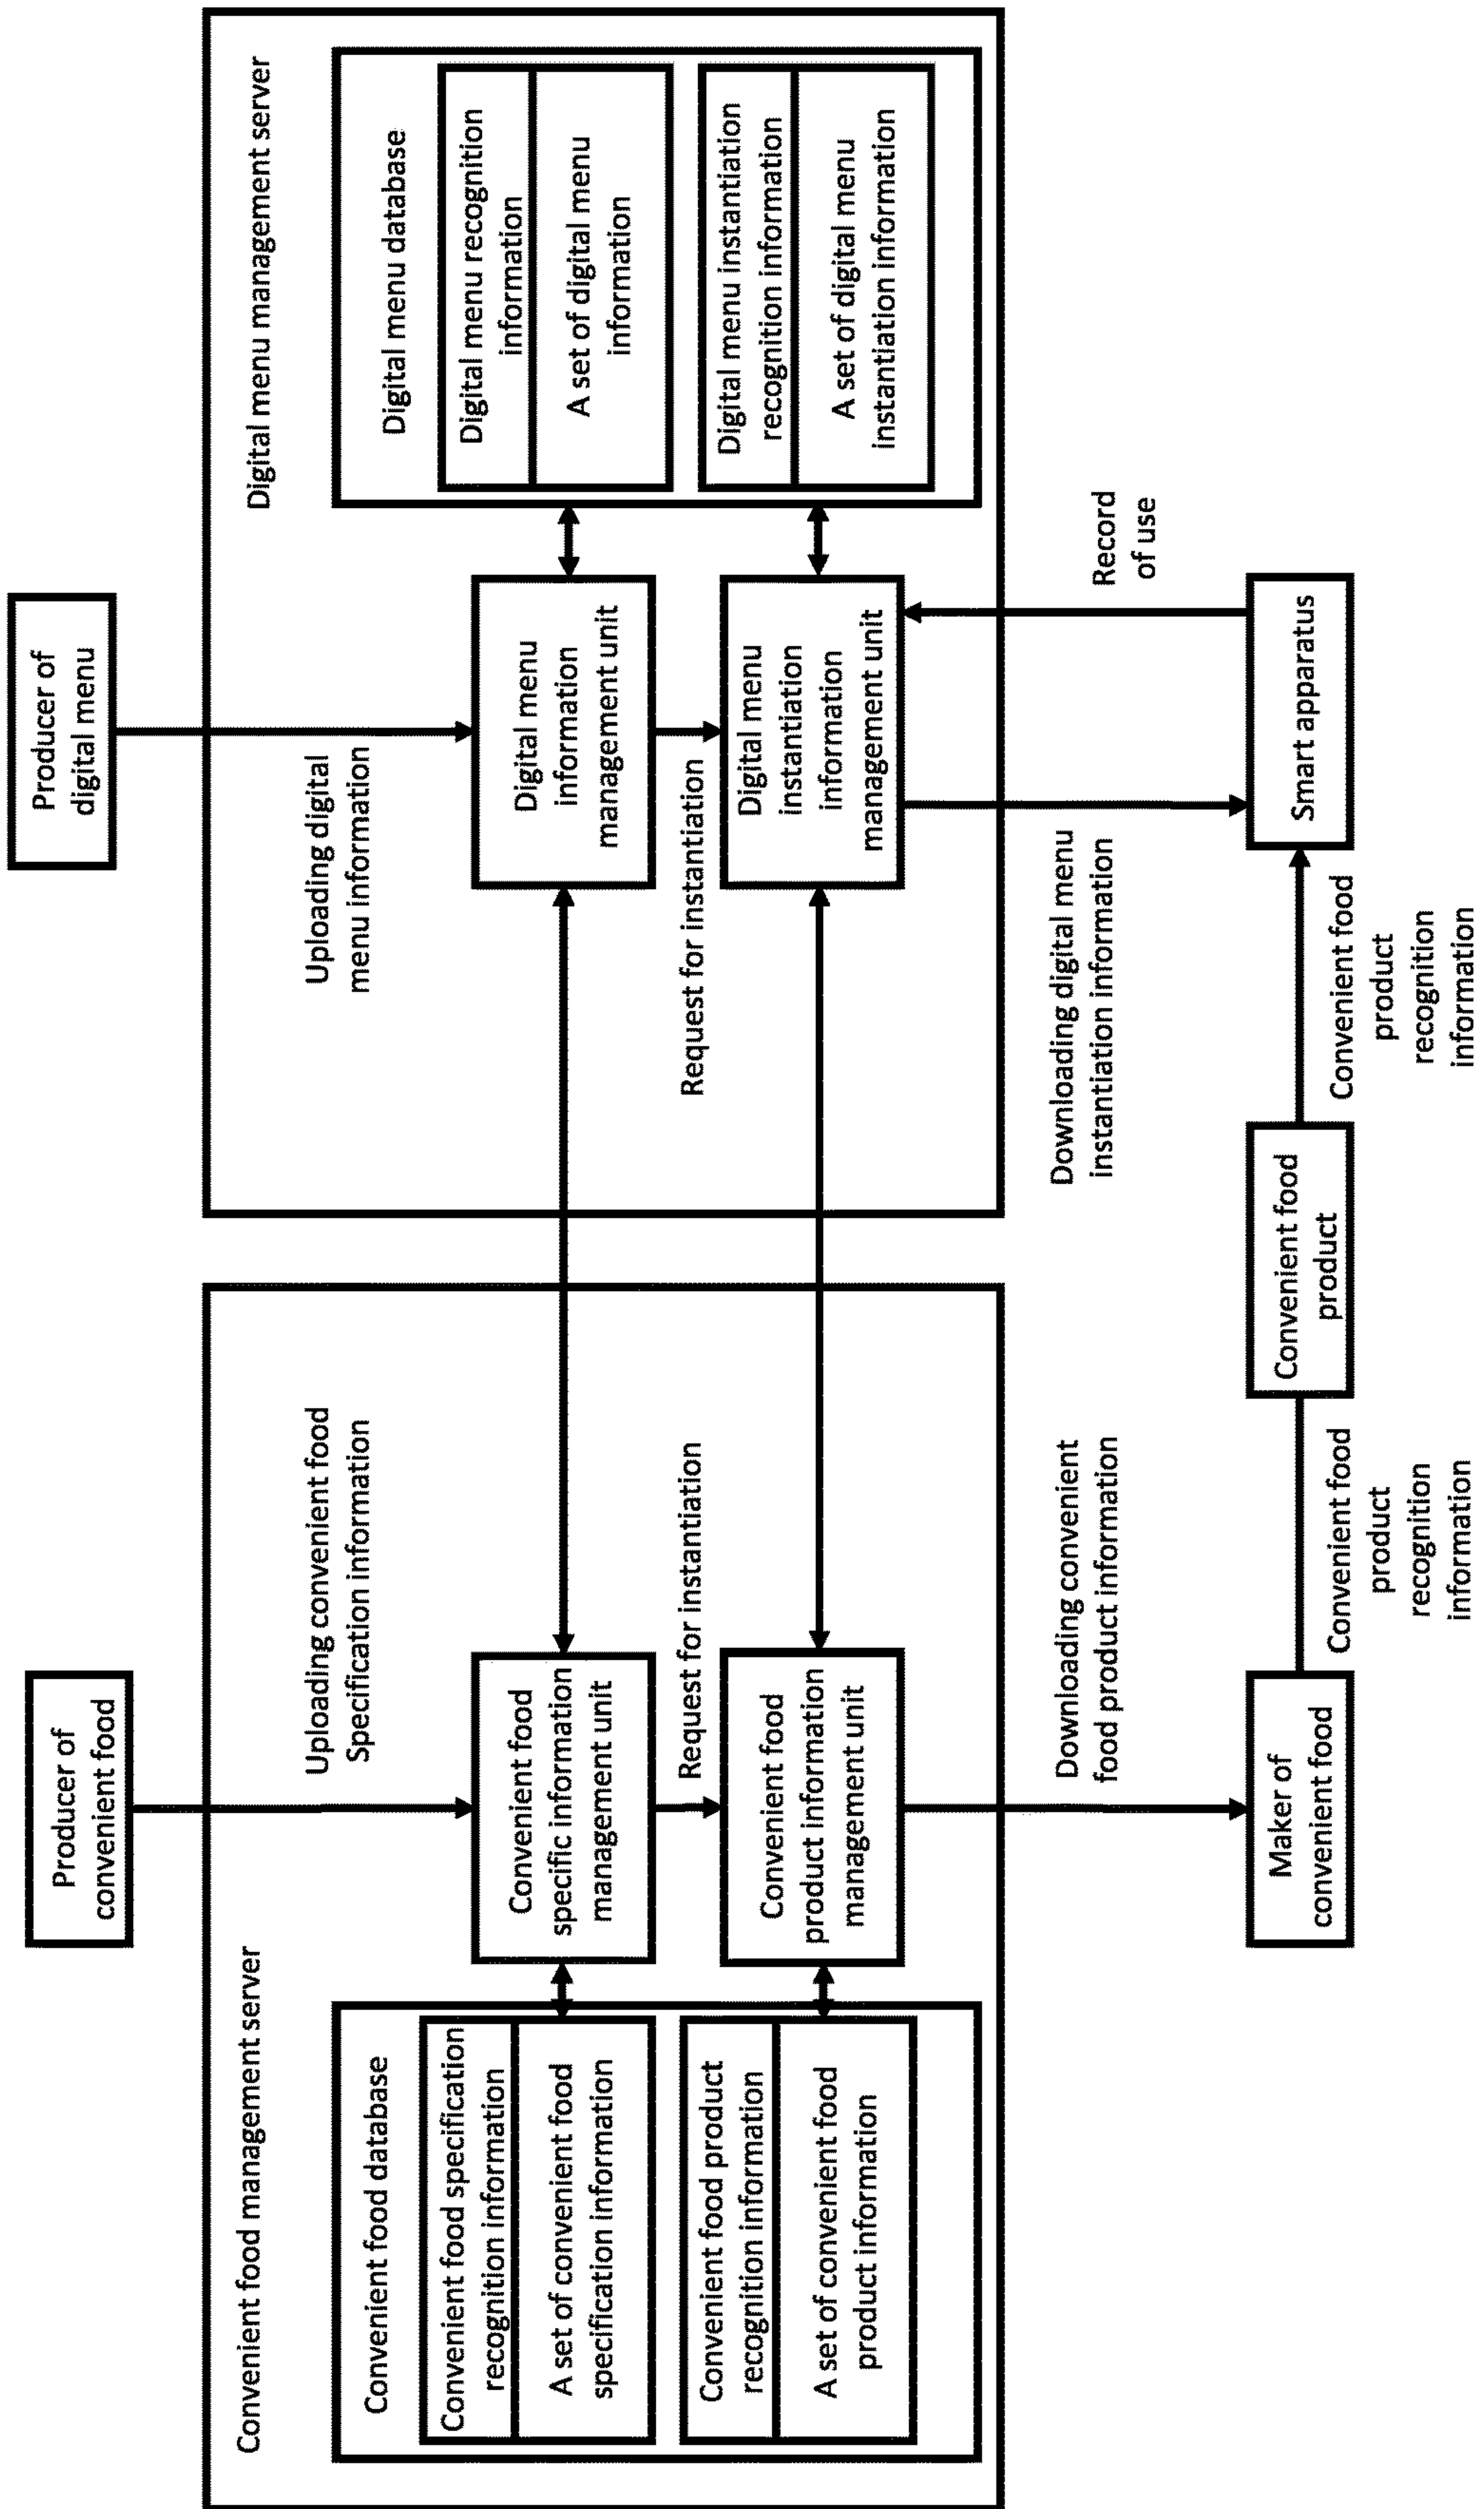 Producer of
convenient food
Producer of
digital menu
Convenient food management server
Uploading convenient food
Specification information
Convenient food database
Convenient food specification
recognition information
A set of convenient food
specification information
Convenient food product
recognition information
A set of convenient food
product information
Convenient food
specific information
management unit
Request for instantiation
Convenient food
product information
management unit
Digital menu management server
Uploading digital
menu information
Digital menu
information
management unit
Request for instantiation
Digital menu
instantiation
information
management unit
Digital menu database
Digital menu recognition
information
A set of digital menu
information
Digital menu instantiation
recognition information
A set of digital menu
instantiation information
Downloading convenient
food product information
Downloading digital menu
instantiation information
Record
of use
Maker of
convenient food
Convenient food
product
recognition
information
Convenient food
product
Convenient food
product
recognition
information
Smart apparatus